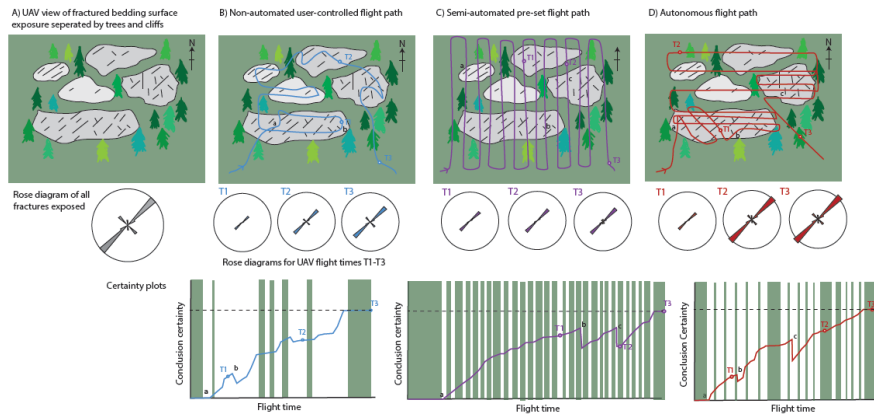 A) UAV view of fractured bedding surface
exposure seperated by trees and cliffs
B) Non-automated user-controlled flight path
C) Semi-automated pre-set flight path
D) Autonomous flight path
N
N
N
N
T2
a
b
T1
T3
a
T1
T2
c
b
T3
T2
c
a
T1
b
T3
Rose diagram of all
fractures exposed
T1
T2
T3
T1
T2
T3
T1
T2
T3
Rose diagrams for UAV flight times T1-T3
Certainty plots
Conclusion certainty
a
T1
b
T2
T3
Flight time
Conclusion certainty
a
T1
b
c
T2
T3
Flight time
Conclusion Certainty
a
T1
b
c
T2
T3
Flight time